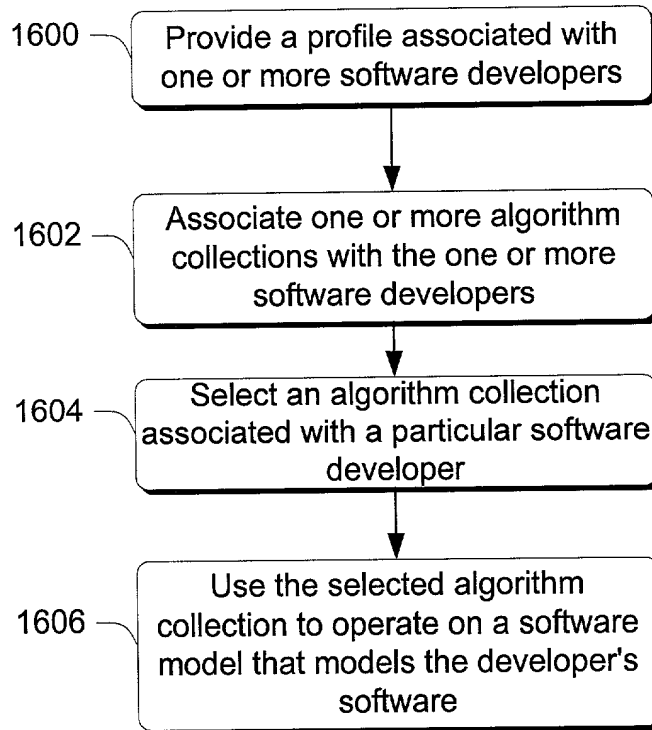 1600
Provide a profile associated with
one or more software developers
1602
Associate one or more algorithm
collections with the one or more
software developers
1604
Select an algorithm collection
associated with a particular software
developer
1606
Use the selected algorithm
collection to operate on a software
model that models the developer's
software